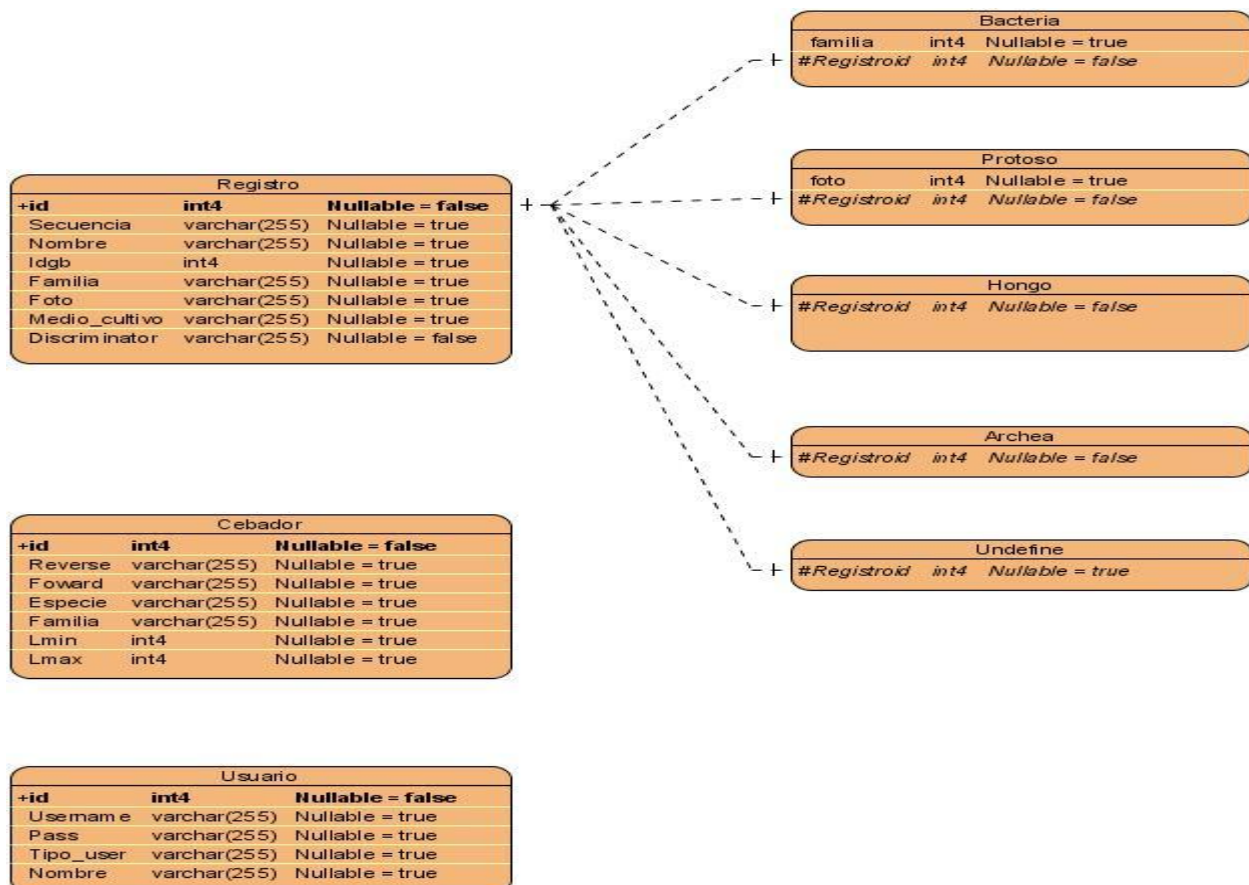 Registro
+id int4 Nullable = false
Secuencia varchar(255) Nullable = true
Nombre varchar(255) Nullable = true
Idgb int4 Nullable = true
Familia varchar(255) Nullable = true
Foto varchar(255) Nullable = true
Medio_cultivo varchar(255) Nullable = true
Discriminator varchar(255) Nullable = false
Cebador
+id int4 Nullable = false
Reverse varchar(255) Nullable = true
Foward varchar(255) Nullable = true
Especie varchar(255) Nullable = true
Familia varchar(255) Nullable = true
Lmin int4 Nullable = true
Lmax int4 Nullable = true
Usuario
+id int4 Nullable = false
Username varchar(255) Nullable = true
Pass varchar(255) Nullable = true
Tipo_user varchar(255) Nullable = true
Nombre varchar(255) Nullable = true
Bacteria
familia int4 Nullable = true
#Registroid int4 Nullable = false
Protoso
foto int4 Nullable = true
#Registroid int4 Nullable = false
Hongo
#Registroid int4 Nullable = false
Archea
#Registroid int4 Nullable = false
Undefine
#Registroid int4 Nullable = true